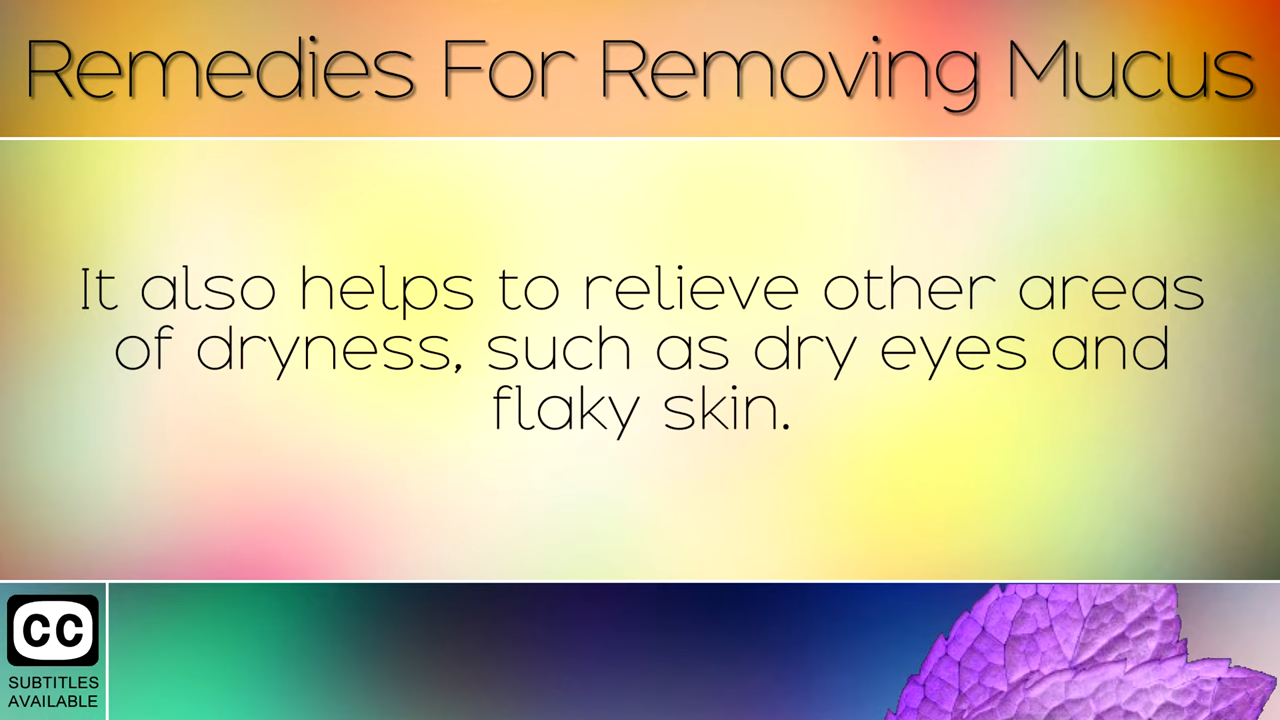 Remedies For Removing Mucus
It also helps to relieve other areas
of dryness, such as dry eyes and
flaky skin.
CC
SUBTITLES
AVAILABLE